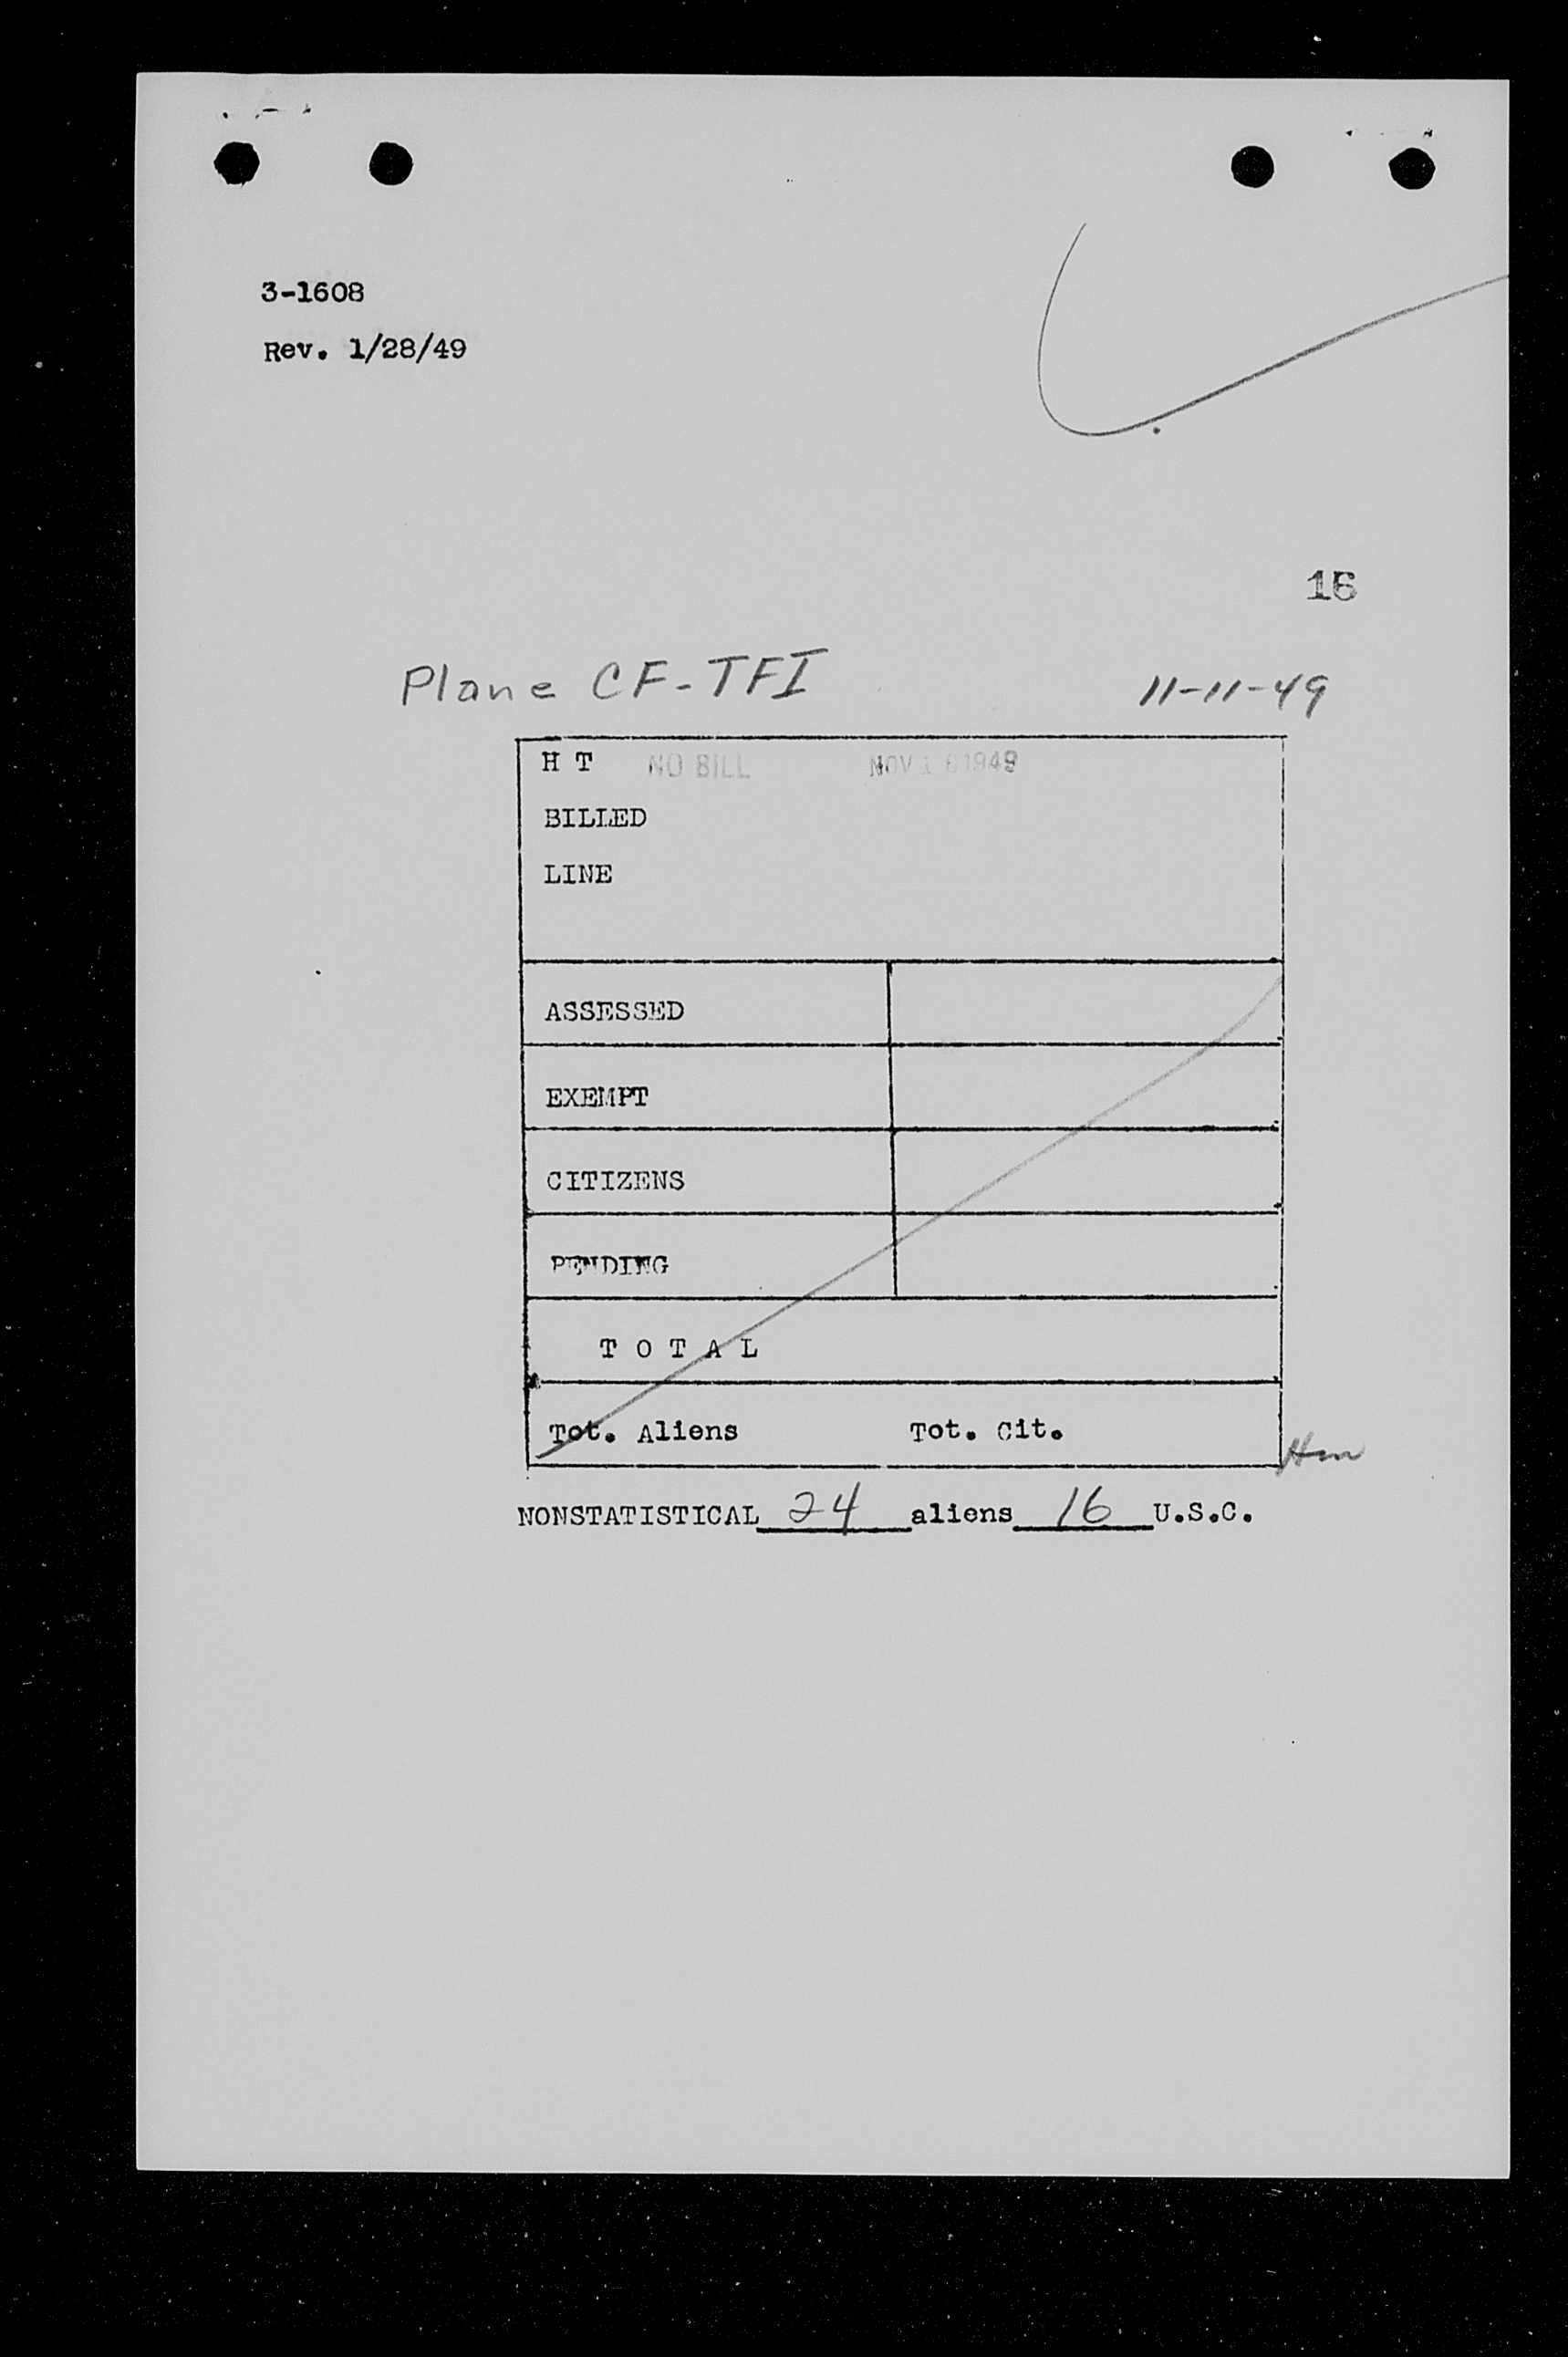 3-1608
Rev. 1/28/49
Plane CF-TFI 11-11-49
H T NO BILL NOV 1 1949
BILLED
LINE
ASSESSED
EXEMPT
CITIZENS
PENDING
T O T A L
Tot. Aliens Tot. Cit.
NONSTATISTICAL 24 aliens 16 U.S.C.